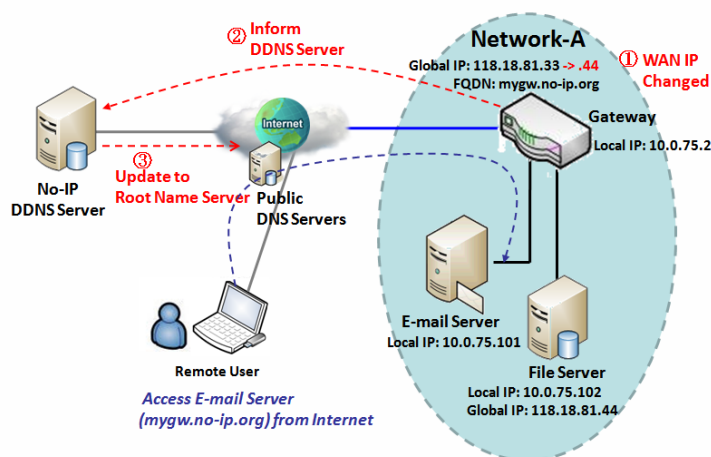 ② Inform
DDNS Server
Network-A
Global IP: 118.18.81.33 -> .44
FQDN: mygw.no-ip.org
① WAN IP
Changed
Gateway
Local IP: 10.0.75.2
Internet
③
Update to
Root Name Server
No-IP
DDNS Server
Public
DNS Servers
E-mail Server
Local IP: 10.0.75.101
File Server
Local IP: 10.0.75.102
Global IP: 118.18.81.44
Remote User
Access E-mail Server
(mygw.no-ip.org) from Internet